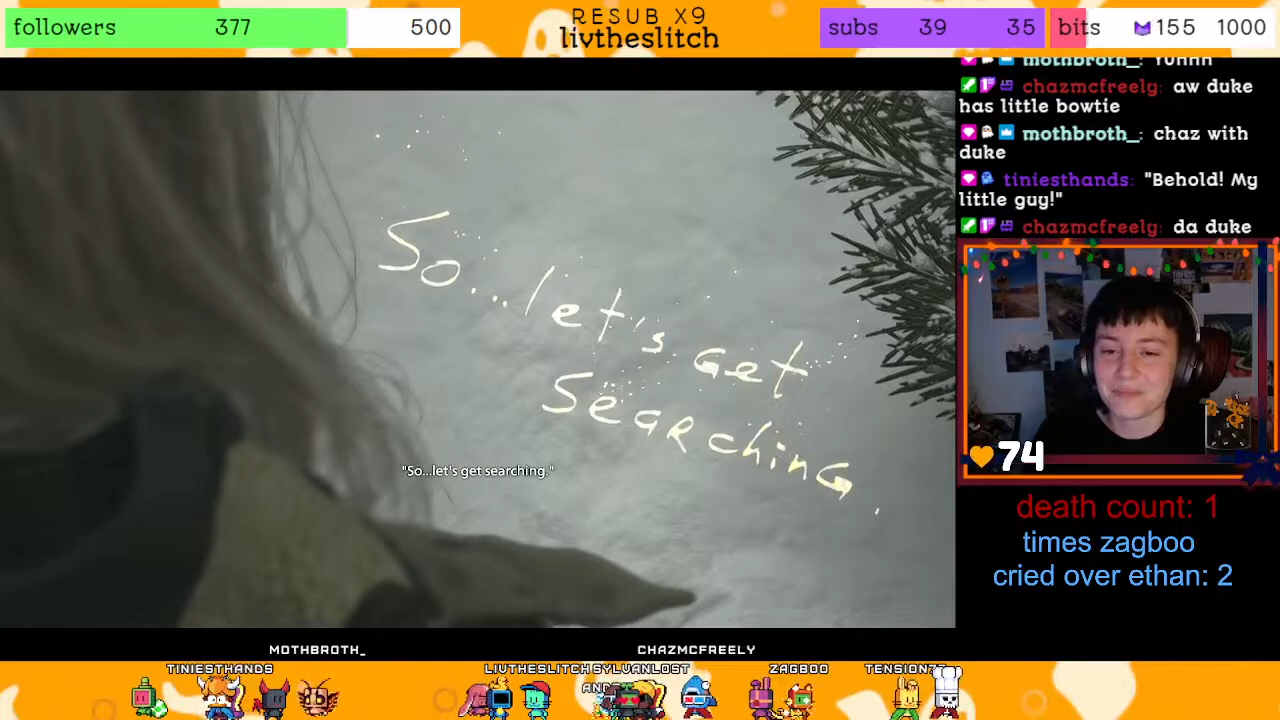 followers 377 500
RESUB X9
livtheslitch
subs 39 35
bits 155 1000
mothbroth_: YUHHH
chazmcfreely: aw duke
has little bowtie
mothbroth_: chaz with
duke
tiniesthands: "Behold! My
little guy!"
chazmcfreely: da duke
So...let's Get
Searching.
"So...let's get searching."
74
death count: 1
times zagboo
cried over ethan: 2
MOTHBROTH_
CHAZMCFREELY
TINIESTHANDS
LIVTHESLITCH
SYLVANLOST
ZAGBOO